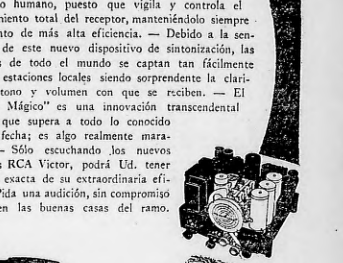 o humano, puesto que vigila y controla el
miento total del receptor, manteniéndolo siempre
nto de más alta eficiencia. — Debido a la sen-
de este nuevo dispositivo de sintonización, las
s de todo el mundo se captan tan fácilmente
estaciones locales siendo sorprendente la clari-
tono y volumen con que se reciben. — El
Mágico" es una innovación transcendental
que supera a todo lo conocido
fecha; es algo realmente mara-
- Sólo escuchando los nuevos
s RCA Victor, podrá Ud. tener
exacta de su extraordinaria efi-
Pida una audición, sin compromiso
en las buenas casas del ramo.